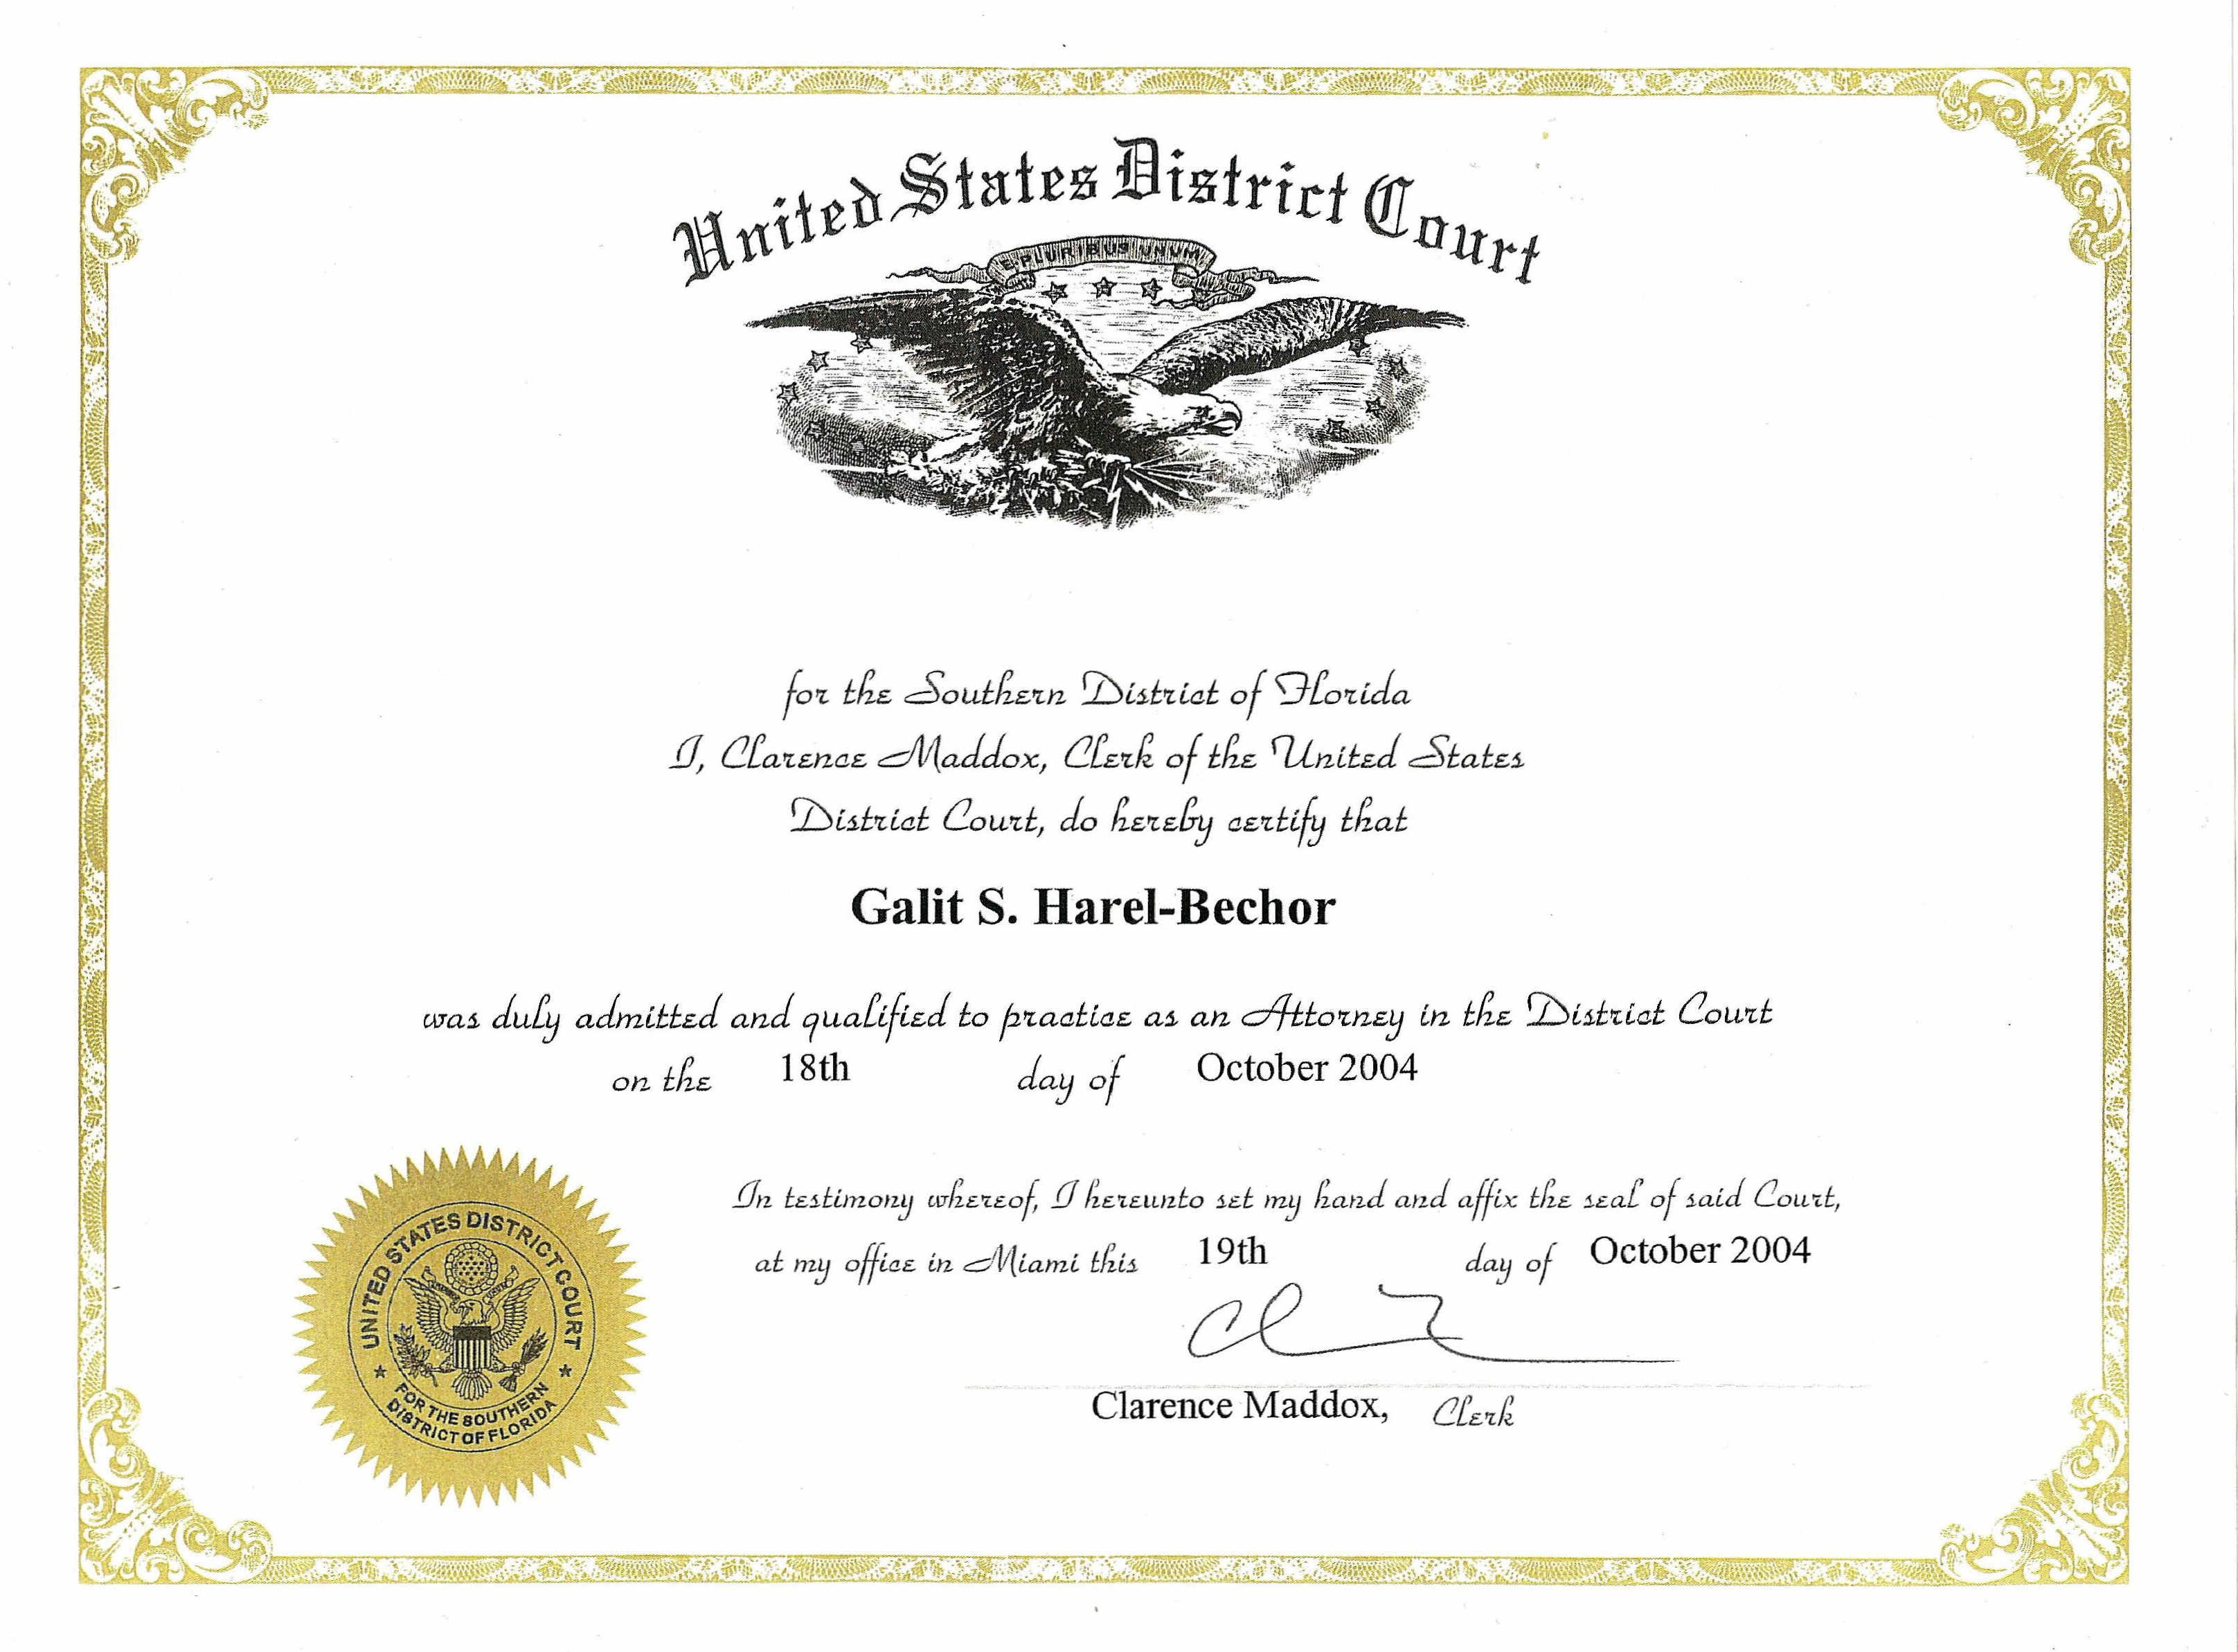 United States District Court
E PLURIBUS UNUM
for the Southern District of Florida
I, Clarence Maddox, Clerk of the United States
District Court, do hereby certify that
Galit S. Harel-Bechor
was duly admitted and qualified to practice as an Attorney in the District Court
on the 18th day of October 2004
In testimony whereof, I hereunto set my hand and affix the seal of said Court,
at my office in Miami this 19th day of October 2004
Clarence Maddox, Clerk
UNITED STATES DISTRICT COURT
FOR THE SOUTHERN
DISTRICT OF FLORIDA